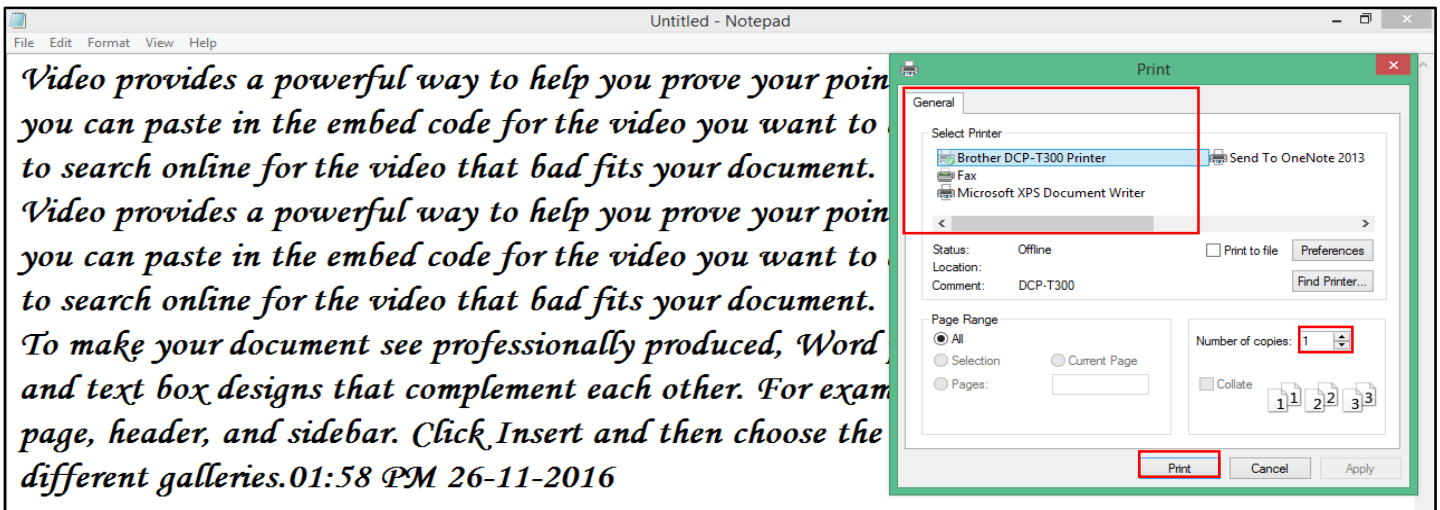 Untitled - Notepad
File Edit Format View Help
Video provides a powerful way to help you prove your poin
you can paste in the embed code for the video you want to
to search online for the video that bad fits your document.
Video provides a powerful way to help you prove your poin
you can paste in the embed code for the video you want to
to search online for the video that bad fits your document.
To make your document see professionally produced, Word
and text box designs that complement each other. For exam
page, header, and sidebar. Click Insert and then choose the
different galleries.01:58 PM 26-11-2016
Print
General
Select Printer
Brother DCP-T300 Printer
Send To OneNote 2013
Fax
Microsoft XPS Document Writer
Status: Offline
Print to file
Preferences
Location:
Comment: DCP-T300
Find Printer...
Page Range
All
Selection
Current Page
Pages:
Number of copies: 1
Collate
1 1 2 2 3 3
Print
Cancel
Apply